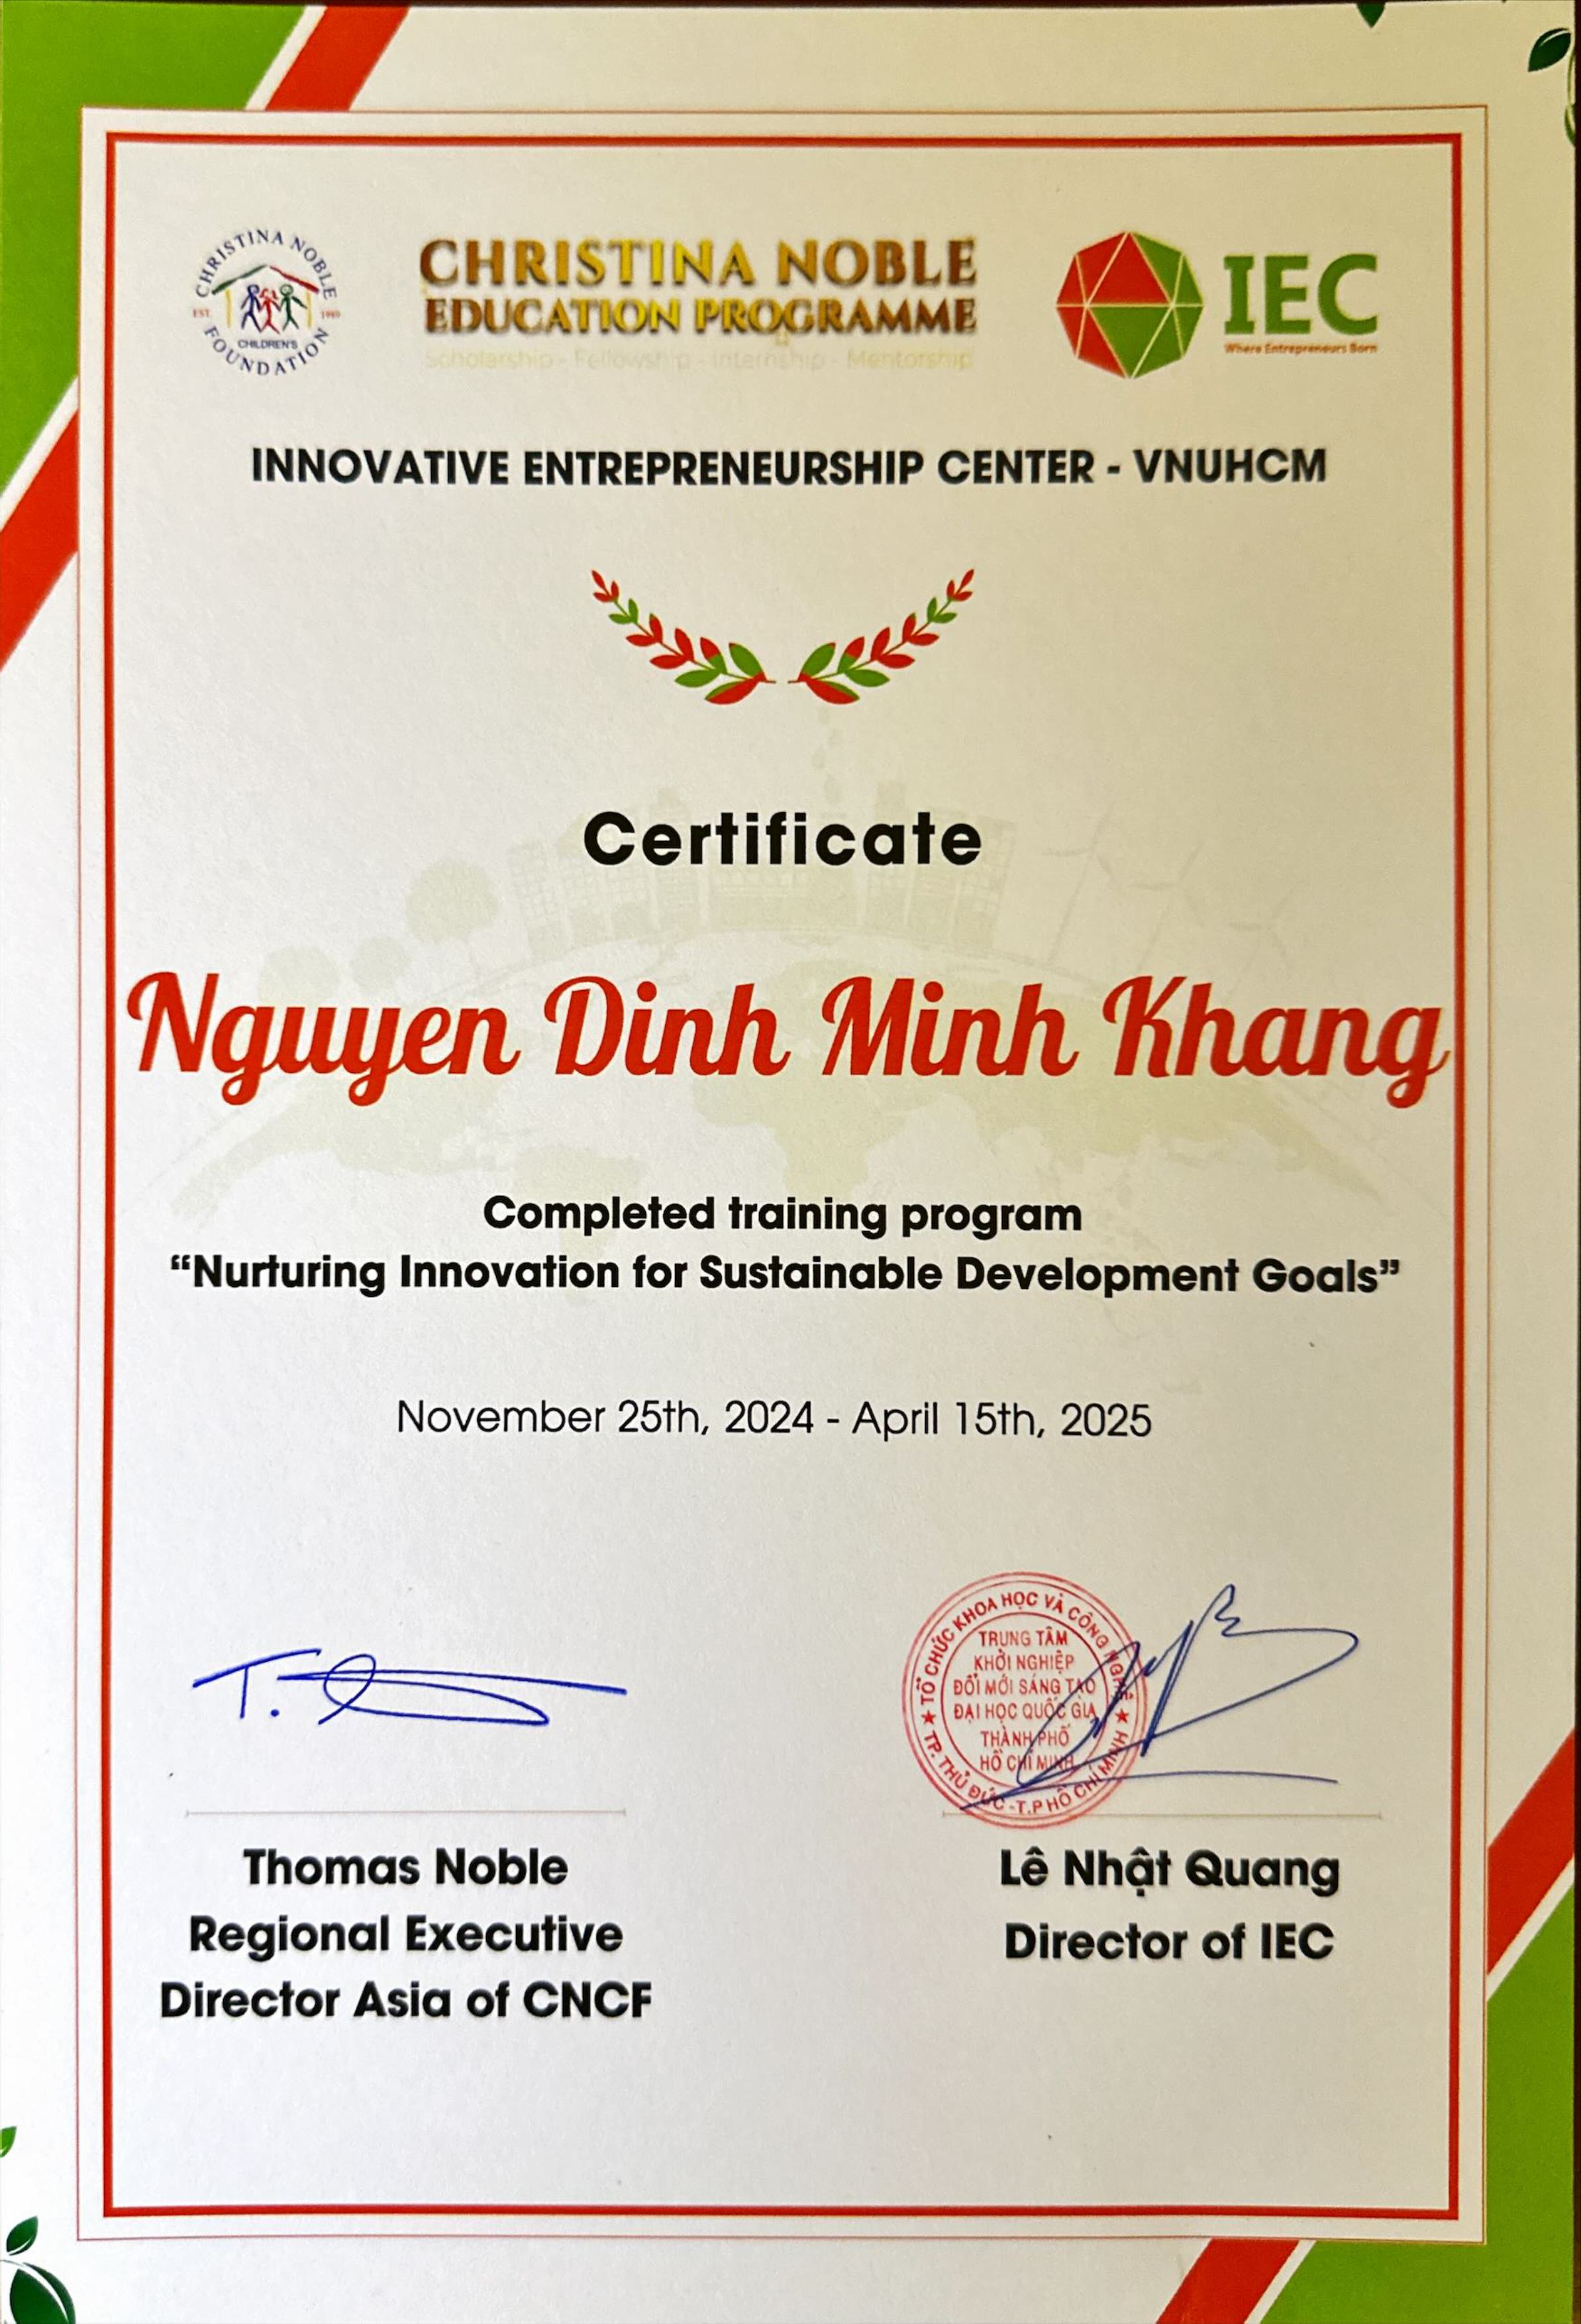 CHRISTINA NOBLE
CHILDREN'S
FOUNDATION
EST. 1989
CHRISTINA NOBLE
EDUCATION PROGRAMME
Scholarship - Fellowship - Internship - Mentorship
IEC
Where Entrepreneurs Born
INNOVATIVE ENTREPRENEURSHIP CENTER - VNUHCM
Certificate
Nguyen Dinh Minh Khang
Completed training program
“Nurturing Innovation for Sustainable Development Goals”
November 25th, 2024 - April 15th, 2025
T.
TỔ CHỨC KHOA HỌC VÀ CÔNG NGHỆ
TRUNG TÂM
KHỞI NGHIỆP
ĐỔI MỚI SÁNG TẠO
ĐẠI HỌC QUỐC GIA
THÀNH PHỐ
HỒ CHÍ MINH
★ TP. THỦ ĐỨC - T.P HỒ CHÍ MINH ★
Thomas Noble
Regional Executive
Director Asia of CNCF
Lê Nhật Quang
Director of IEC